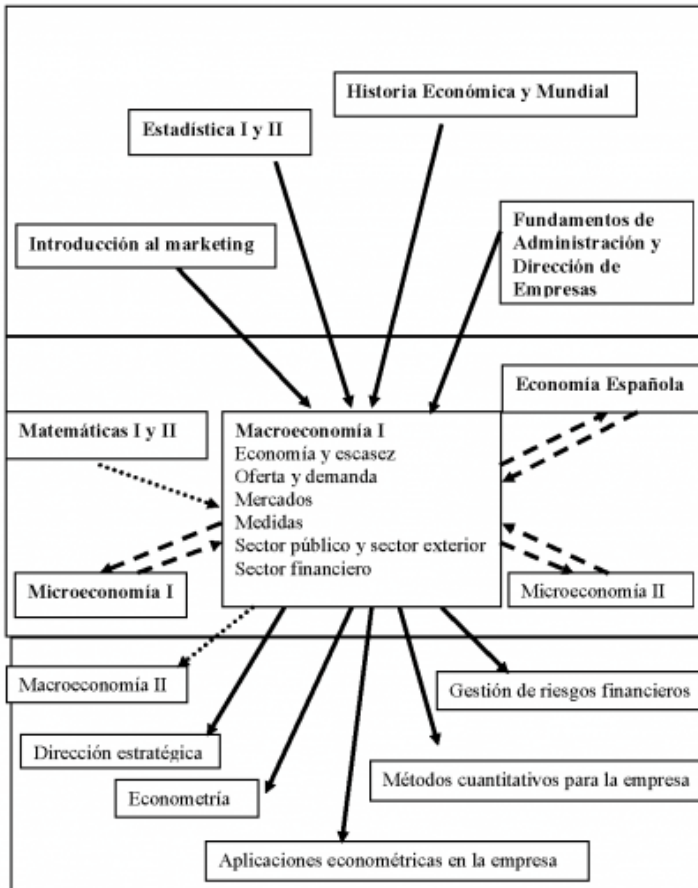 Historia Económica y Mundial
Estadística I y II
Fundamentos de
Administración y
Dirección de
Empresas
Introducción al marketing
Economía Española
Matemáticas I y II
Macroeconomía I
Economía y escasez
Oferta y demanda
Mercados
Medidas
Sector público y sector exterior
Sector financiero
Microeconomía I
Microeconomía II
Macroeconomía II
Gestión de riesgos financieros
Dirección estratégica
Métodos cuantitativos para la empresa
Econometría
Aplicaciones econométricas en la empresa